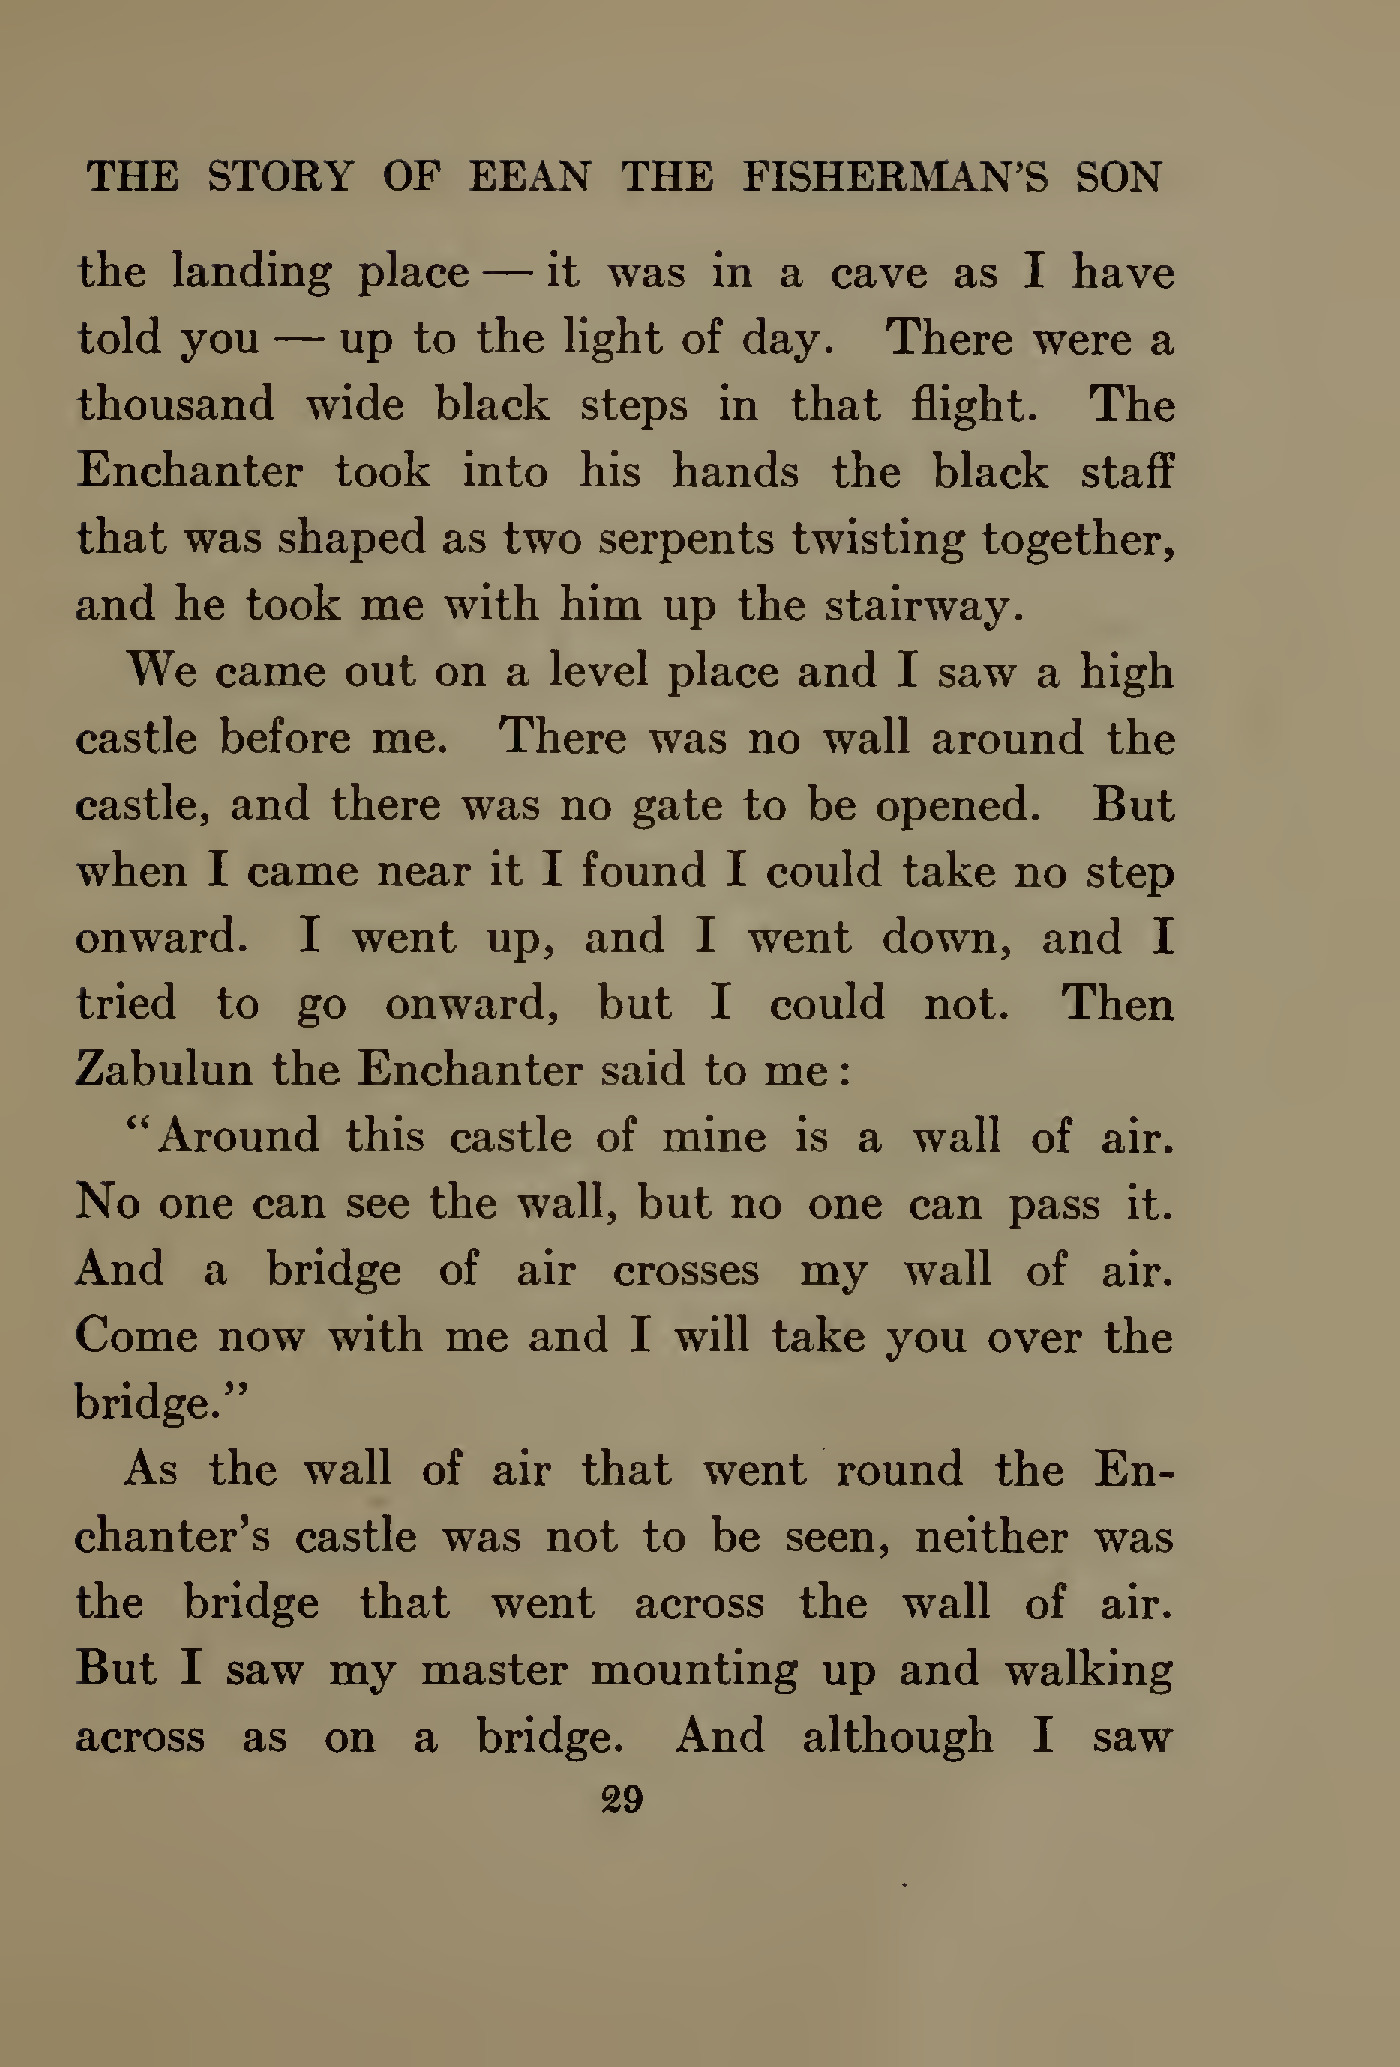 THE STORY OF EEAN THE FISHERMAN'S SON
the landing place — it was in a cave as I have
told you — up to the light of day. There were a
thousand wide black steps in that flight. The
Enchanter took into his hands the black staff
that was shaped as two serpents twisting together,
and he took me with him up the stairway.
We came out on a level place and I saw a high
castle before me. There was no wall around the
castle, and there was no gate to be opened. But
when I came near it I found I could take no step
onward. I went up, and I went down, and I
tried to go onward, but I could not. Then
Zabulun the Enchanter said to me:
"Around this castle of mine is a wall of air.
No one can see the wall, but no one can pass it.
And a bridge of air crosses my wall of air.
Come now with me and I will take you over the
bridge."
As the wall of air that went round the En-
chanter's castle was not to be seen, neither was
the bridge that went across the wall of air.
But I saw my master mounting up and walking
across as on a bridge. And although I saw
29